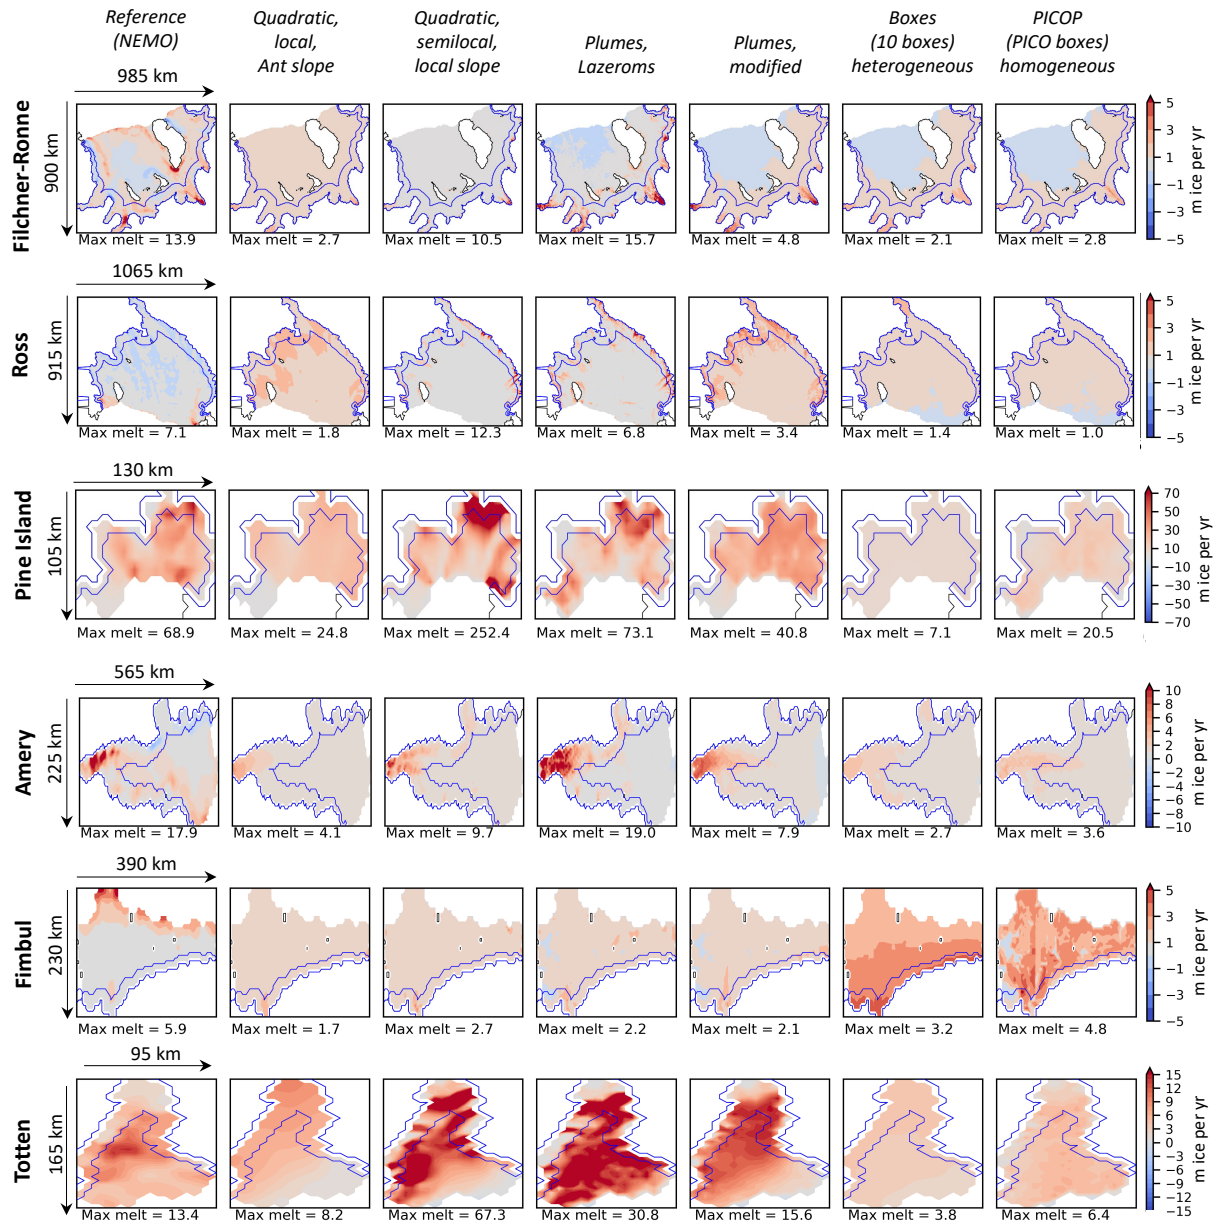 Reference
(NEMO)
Quadratic,
local,
Ant slope
Quadratic,
semilocal,
local slope
Plumes,
Lazeroms
Plumes,
modified
Boxes
(10 boxes)
heterogeneous
PICOP
(PICO boxes)
homogeneous
985 km
Filchner-Ronne
900 km
Max melt = 13.9
Max melt = 2.7
Max melt = 10.5
Max melt = 15.7
Max melt = 4.8
Max melt = 2.1
Max melt = 2.8
5
3
1
−1
−3
−5
m ice per yr
1065 km
Ross
915 km
Max melt = 7.1
Max melt = 1.8
Max melt = 12.3
Max melt = 6.8
Max melt = 3.4
Max melt = 1.4
Max melt = 1.0
5
3
1
−1
−3
−5
m ice per yr
130 km
Pine Island
105 km
Max melt = 68.9
Max melt = 24.8
Max melt = 252.4
Max melt = 73.1
Max melt = 40.8
Max melt = 7.1
Max melt = 20.5
70
50
30
10
−10
−30
−50
−70
m ice per yr
565 km
Amery
225 km
Max melt = 17.9
Max melt = 4.1
Max melt = 9.7
Max melt = 19.0
Max melt = 7.9
Max melt = 2.7
Max melt = 3.6
10
8
6
4
2
0
−2
−4
−6
−8
−10
m ice per yr
390 km
Fimbul
230 km
Max melt = 5.9
Max melt = 1.7
Max melt = 2.7
Max melt = 2.2
Max melt = 2.1
Max melt = 3.2
Max melt = 4.8
5
3
1
−1
−3
−5
m ice per yr
95 km
Totten
165 km
Max melt = 13.4
Max melt = 8.2
Max melt = 67.3
Max melt = 30.8
Max melt = 15.6
Max melt = 3.8
Max melt = 6.4
15
12
9
6
3
0
−3
−6
−9
−12
−15
m ice per yr